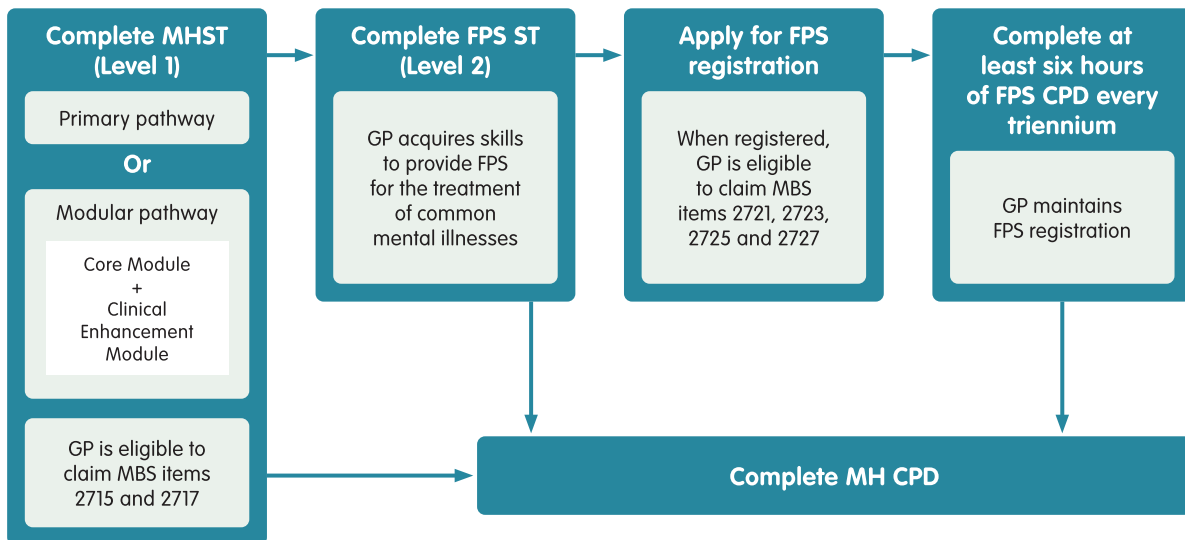 Complete MHST
(Level 1)
Primary pathway
Or
Modular pathway
Core Module
+
Clinical
Enhancement
Module
GP is eligible to
claim MBS items
2715 and 2717
Complete FPS ST
(Level 2)
GP acquires skills
to provide FPS
for the treatment
of common
mental illnesses
Apply for FPS
registration
When registered,
GP is eligible
to claim MBS
items 2721, 2723,
2725 and 2727
Complete at
least six hours
of FPS CPD every
triennium
GP maintains
FPS registration
Complete MH CPD